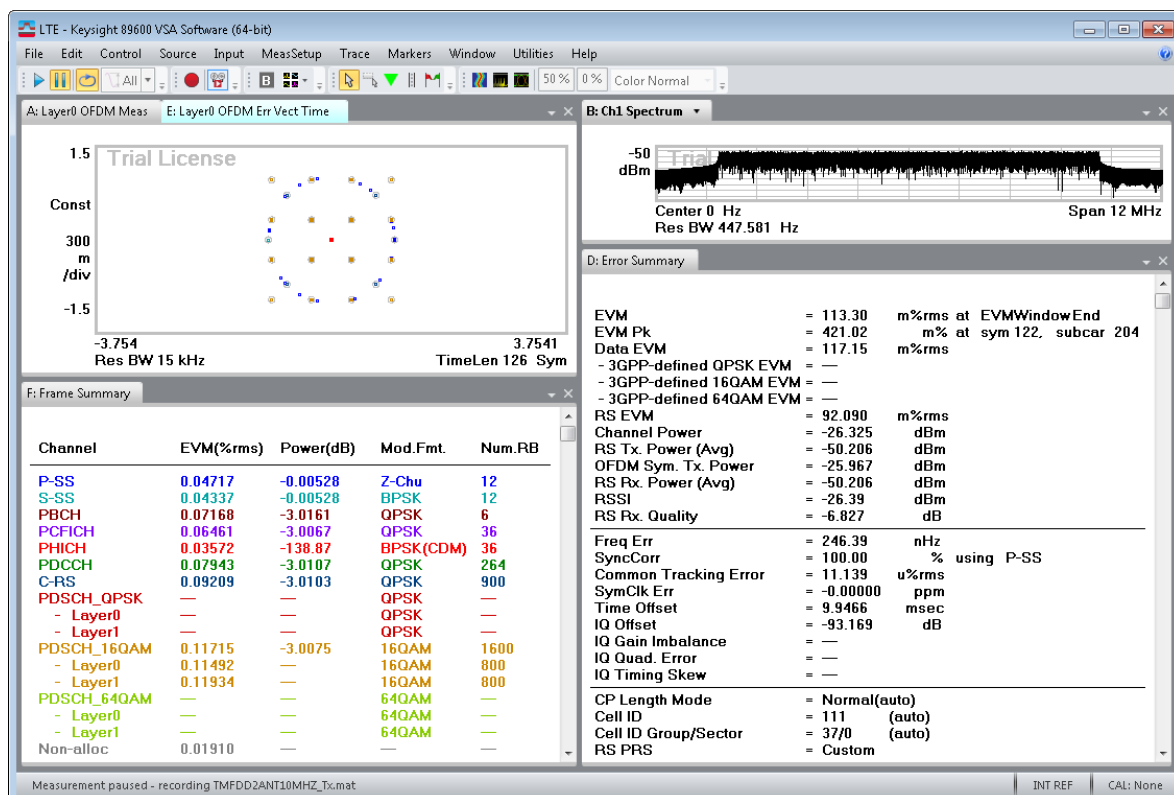 LTE - Keysight 89600 VSA Software (64-bit)
File Edit Control Source Input MeasSetup Trace Markers Window Utilities Help
All B 50 % 0 % Color Normal
A: Layer0 OFDM Meas E: Layer0 OFDM Err Vect Time
Trial License
1.5
Const
300
m
/div
-1.5
-3.754 3.7541
Res BW 15 kHz TimeLen 126 Sym
B: Ch1 Spectrum
-50
dBm
Center 0 Hz Span 12 MHz
Res BW 447.581 Hz
F: Frame Summary
Channel EVM(%rms) Power(dB) Mod.Fmt. Num.RB
P-SS 0.04717 -0.00528 Z-Chu 12
S-SS 0.04337 -0.00528 BPSK 12
PBCH 0.07168 -3.0161 QPSK 6
PCFICH 0.06461 -3.0067 QPSK 36
PHICH 0.03572 -138.87 BPSK(CDM) 36
PDCCH 0.07943 -3.0107 QPSK 264
C-RS 0.09209 -3.0103 QPSK 900
PDSCH_QPSK — — QPSK —
- Layer0 — — QPSK —
- Layer1 — — QPSK —
PDSCH_16QAM 0.11715 -3.0075 16QAM 1600
- Layer0 0.11492 — 16QAM 800
- Layer1 0.11934 — 16QAM 800
PDSCH_64QAM — — 64QAM —
- Layer0 — — 64QAM —
- Layer1 — — 64QAM —
Non-alloc 0.01910 — — —
D: Error Summary
EVM = 113.30 m%rms at EVMWindowEnd
EVM Pk = 421.02 m% at sym 122, subcar 204
Data EVM = 117.15 m%rms
- 3GPP-defined QPSK EVM = —
- 3GPP-defined 16QAM EVM = —
- 3GPP-defined 64QAM EVM = —
RS EVM = 92.090 m%rms
Channel Power = -26.325 dBm
RS Tx. Power (Avg) = -50.206 dBm
OFDM Sym. Tx. Power = -25.967 dBm
RS Rx. Power (Avg) = -50.206 dBm
RSSI = -26.39 dBm
RS Rx. Quality = -6.827 dB
Freq Err = 246.39 nHz
SyncCorr = 100.00 % using P-SS
Common Tracking Error = 11.139 u%rms
SymClk Err = -0.00000 ppm
Time Offset = 9.9466 msec
IQ Offset = -93.169 dB
IQ Gain Imbalance = —
IQ Quad. Error = —
IQ Timing Skew = —
CP Length Mode = Normal(auto)
Cell ID = 111 (auto)
Cell ID Group/Sector = 37/0 (auto)
RS PRS = Custom
Measurement paused - recording TMFDD2ANT10MHZ_Tx.mat INT REF CAL: None